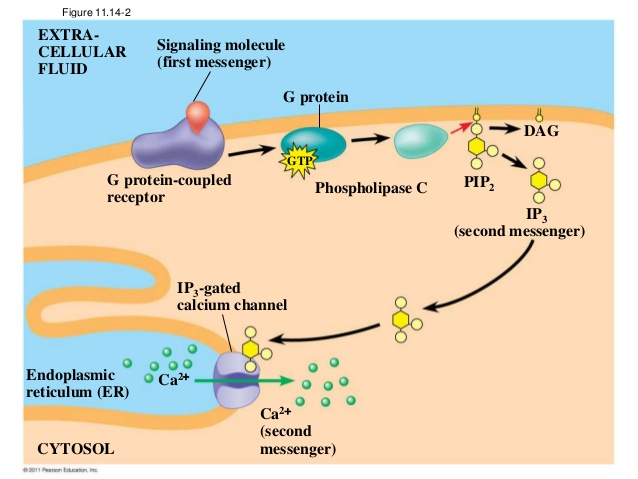 Figure 11.14-2
EXTRA-
CELLULAR
FLUID
Signaling molecule
(first messenger)
G protein
GTP
G protein-coupled
receptor
Phospholipase C
PIP2
DAG
IP3
(second messenger)
IP3-gated
calcium channel
Endoplasmic
reticulum (ER)
Ca2+
Ca2+
(second
messenger)
CYTOSOL
© 2011 Pearson Education, Inc.